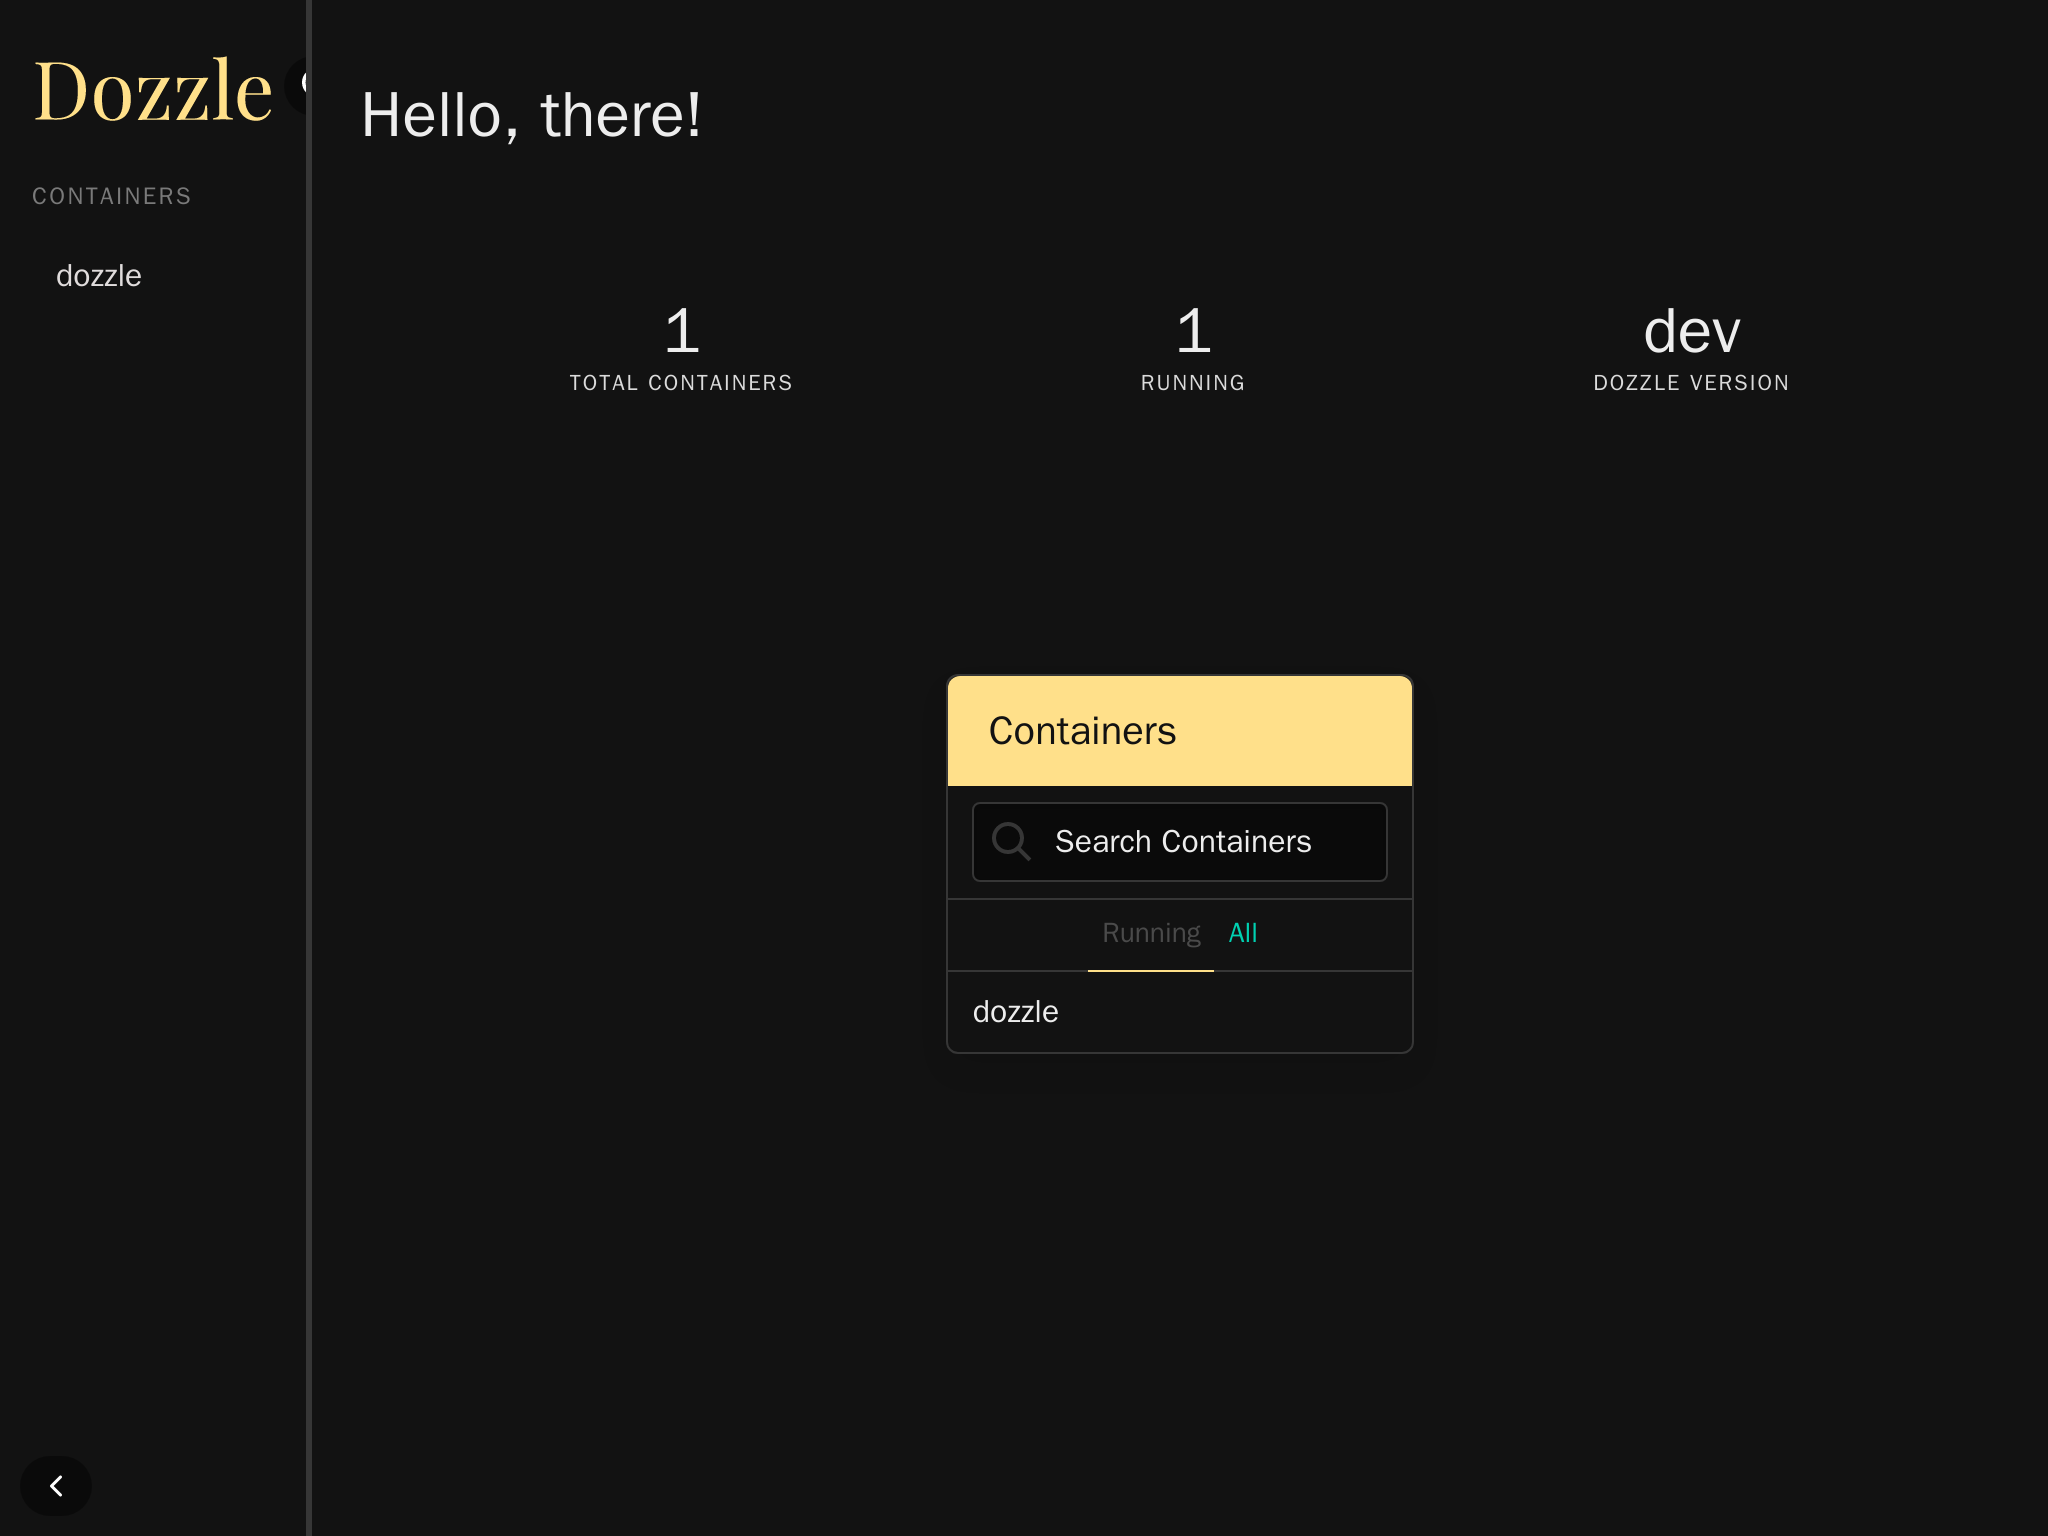 Dozzle
CONTAINERS
dozzle
Hello, there!
1
TOTAL CONTAINERS
1
RUNNING
dev
DOZZLE VERSION
Containers
Search Containers
Running All
dozzle